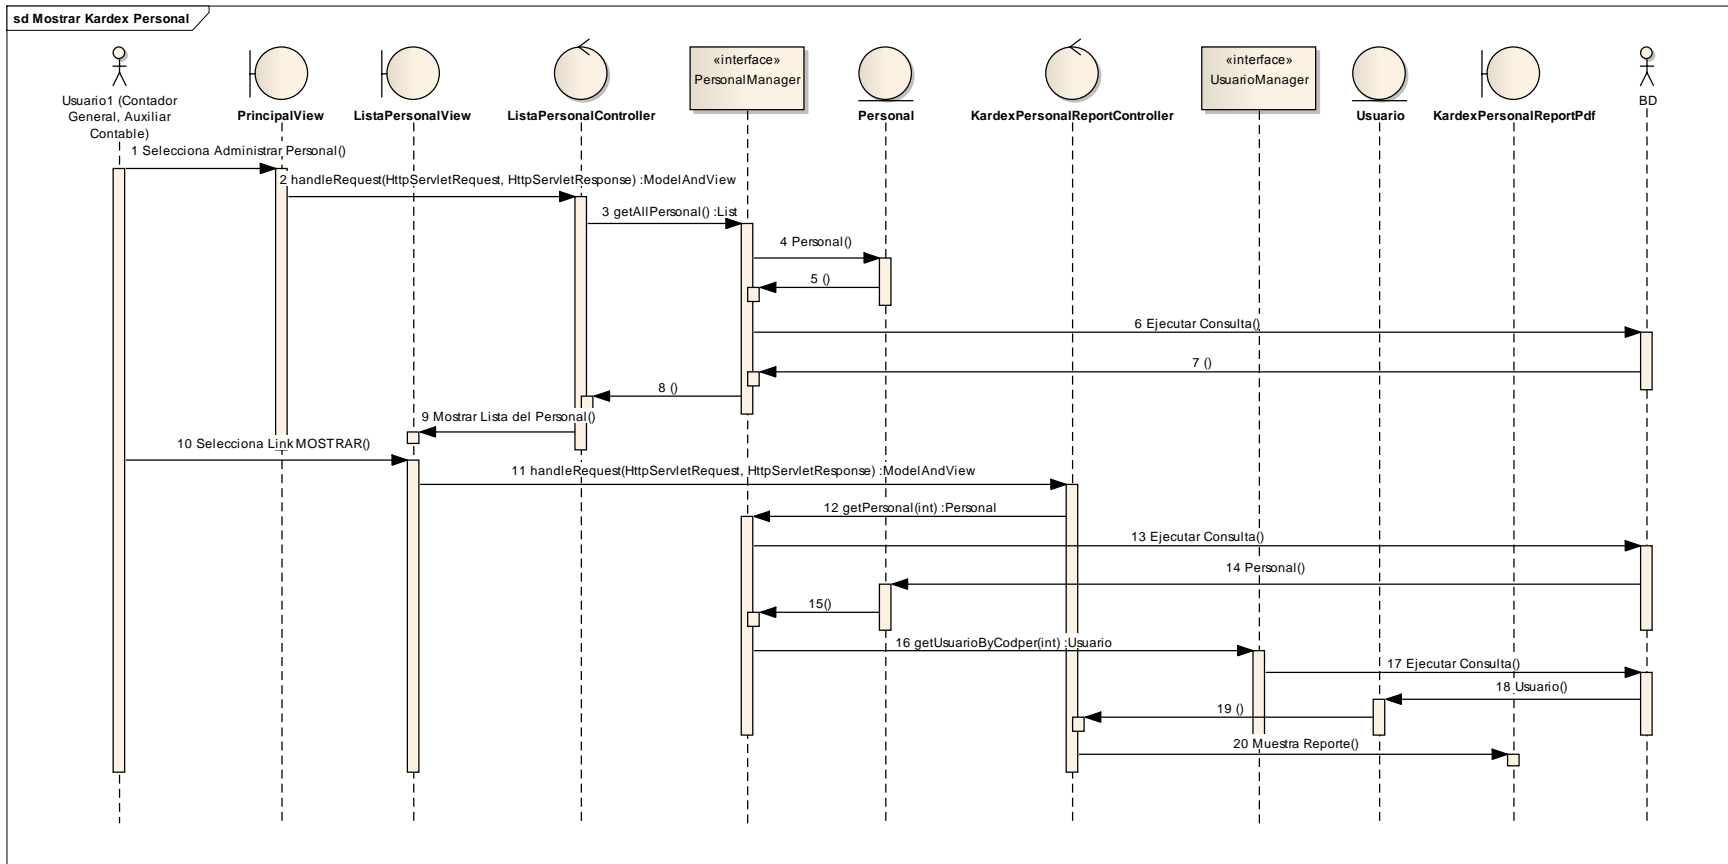 sd Mostrar Kardex Personal
Usuario1 (Contador
General, Auxiliar
Contable)
PrincipalView
ListaPersonalView
ListaPersonalController
«interface»
PersonalManager
Personal
KardexPersonalReportController
«interface»
UsuarioManager
Usuario
KardexPersonalReportPdf
BD
1 Selecciona Administrar Personal()
2 handleRequest(HttpServletRequest, HttpServletResponse) :ModelAndView
3 getAllPersonal() :List
4 Personal()
5 ()
6 Ejecutar Consulta()
7 ()
8 ()
9 Mostrar Lista del Personal()
10 Selecciona Link MOSTRAR()
11 handleRequest(HttpServletRequest, HttpServletResponse) :ModelAndView
12 getPersonal(int) :Personal
13 Ejecutar Consulta()
14 Personal()
15()
16 getUsuarioByCodper(int) :Usuario
17 Ejecutar Consulta()
18 Usuario()
19 ()
20 Muestra Reporte()